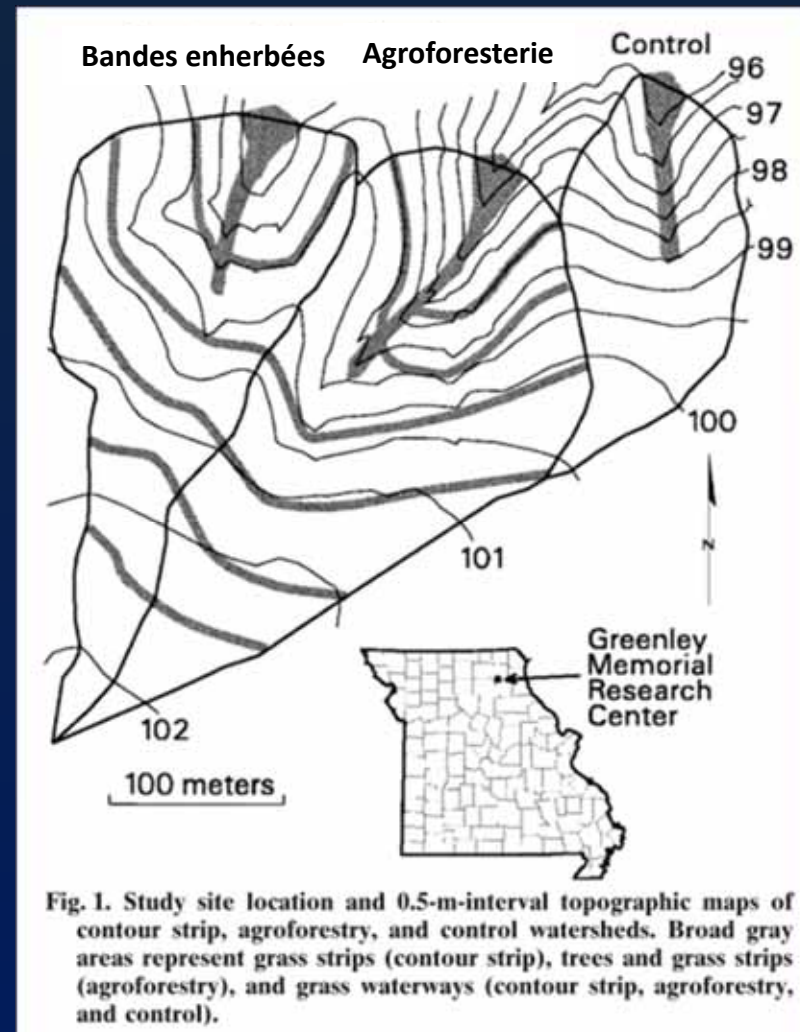 Bandes enherbées
Agroforesterie
Control
96
97
98
99
100
N
101
Greenley
Memorial
Research
Center
102
100 meters
Fig. 1. Study site location and 0.5-m-interval topographic maps of
contour strip, agroforestry, and control watersheds. Broad gray
areas represent grass strips (contour strip), trees and grass strips
(agroforestry), and grass waterways (contour strip, agroforestry,
and control).